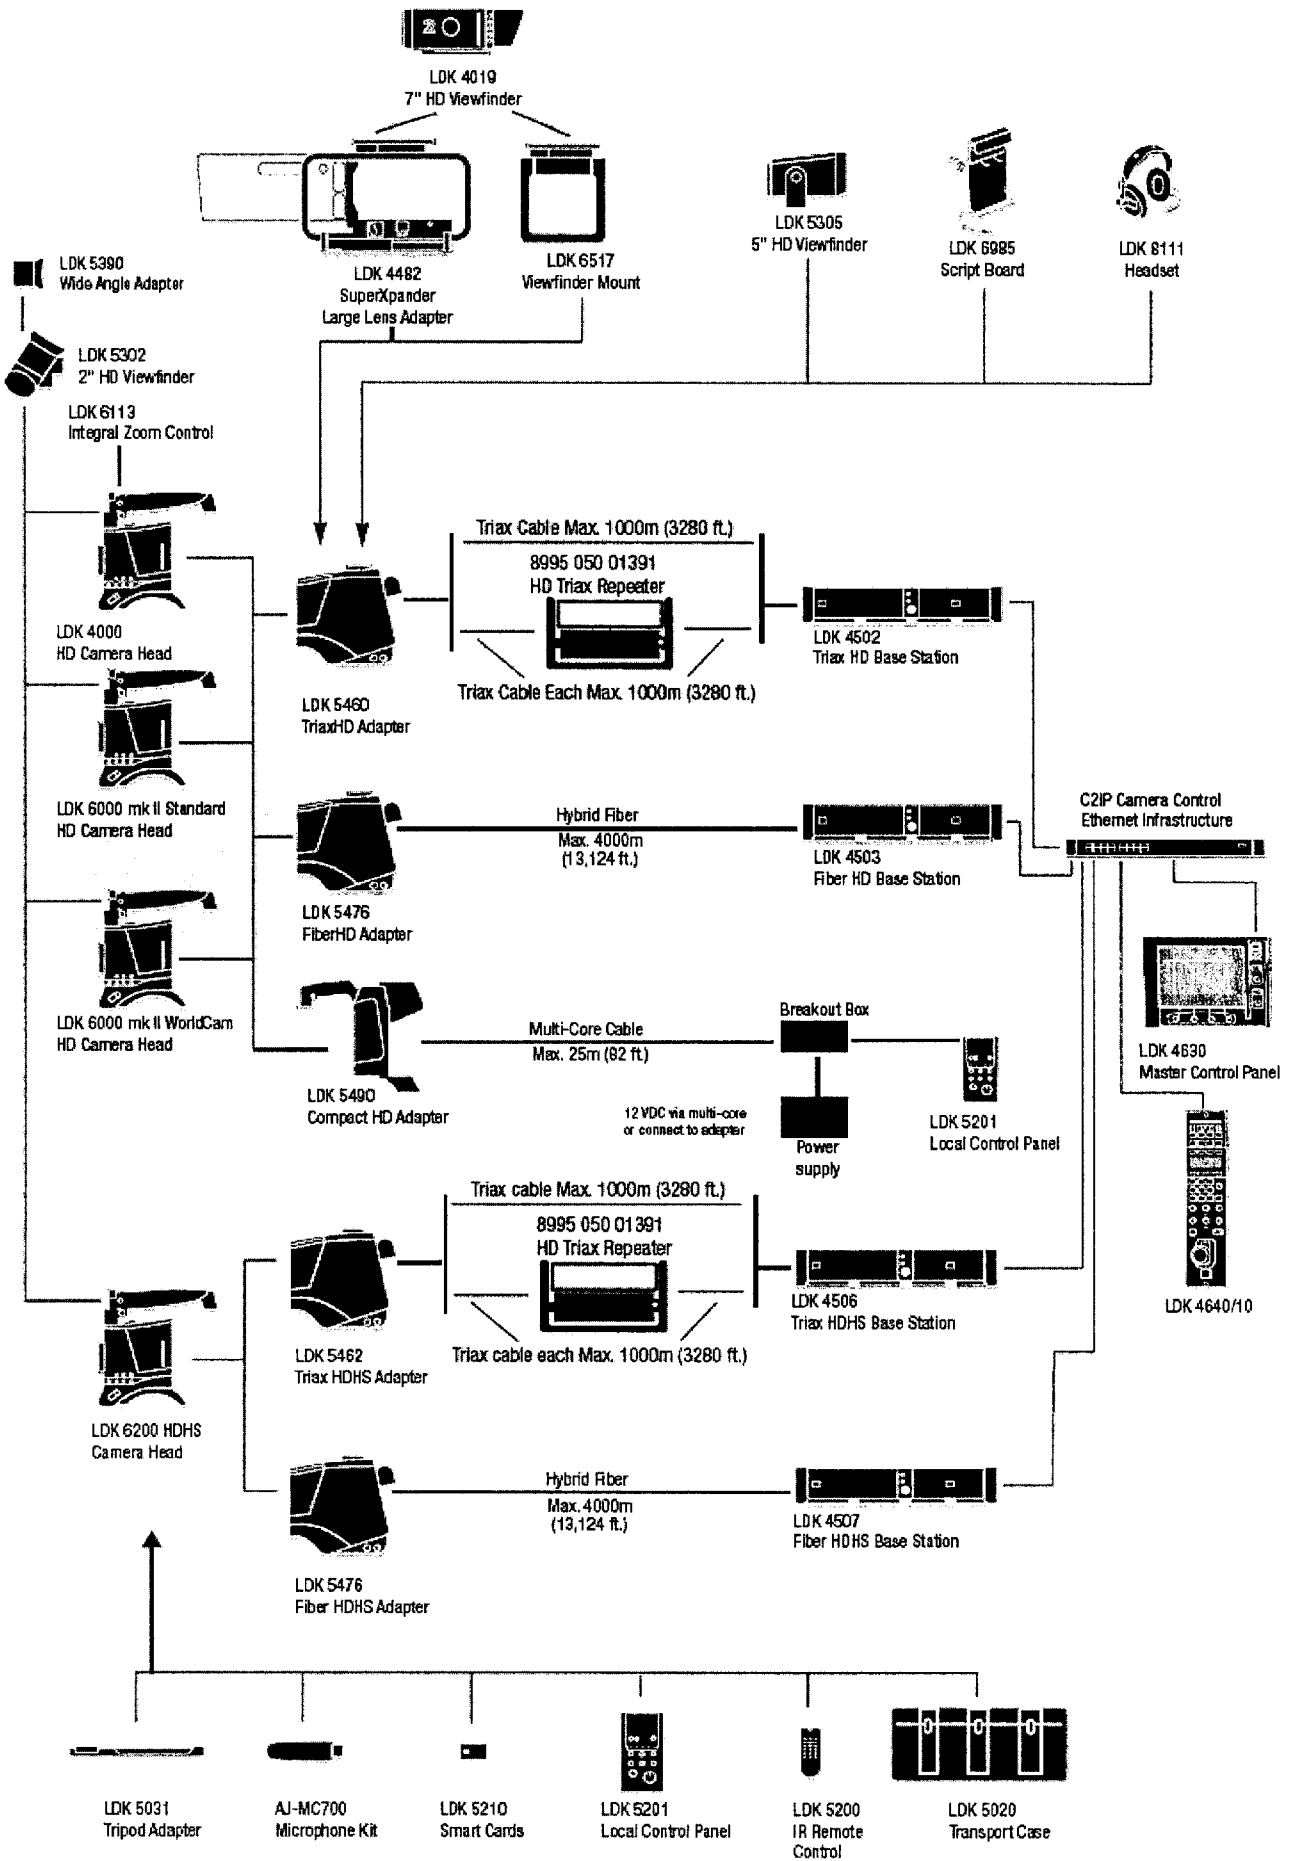 LDK 4019
7" HD Viewfinder
LDK 4482
SuperXpander
Large Lens Adapter
LDK 6517
Viewfinder Mount
LDK 5305
5" HD Viewfinder
LDK 6985
Script Board
LDK 8111
Headset
LDK 5390
Wide Angle Adapter
LDK 5302
2" HD Viewfinder
LDK 6113
Integral Zoom Control
LDK 4000
HD Camera Head
LDK 6000 mk II Standard
HD Camera Head
LDK 6000 mk II WorldCam
HD Camera Head
LDK 5460
TriaxHD Adapter
Triax Cable Max. 1000m (3280 ft.)
8995 050 01391
HD Triax Repeater
Triax Cable Each Max. 1000m (3280 ft.)
LDK 4502
Triax HD Base Station
LDK 5476
FiberHD Adapter
Hybrid Fiber
Max. 4000m
(13,124 ft.)
LDK 4503
Fiber HD Base Station
C2IP Camera Control
Ethernet Infrastructure
LDK 4630
Master Control Panel
LDK 4640/10
LDK 5490
Compact HD Adapter
Multi-Core Cable
Max. 25m (82 ft.)
Breakout Box
12 VDC via multi-core
or connect to adapter
Power
supply
LDK 5201
Local Control Panel
Triax cable Max. 1000m (3280 ft.)
8995 050 01391
HD Triax Repeater
Triax cable each Max. 1000m (3280 ft.)
LDK 5462
Triax HDHS Adapter
LDK 4506
Triax HDHS Base Station
LDK 6200 HDHS
Camera Head
Hybrid Fiber
Max. 4000m
(13,124 ft.)
LDK 5476
Fiber HDHS Adapter
LDK 4507
Fiber HDHS Base Station
LDK 5031
Tripod Adapter
AJ-MC700
Microphone Kit
LDK 5210
Smart Cards
LDK 5201
Local Control Panel
LDK 5200
IR Remote
Control
LDK 5020
Transport Case